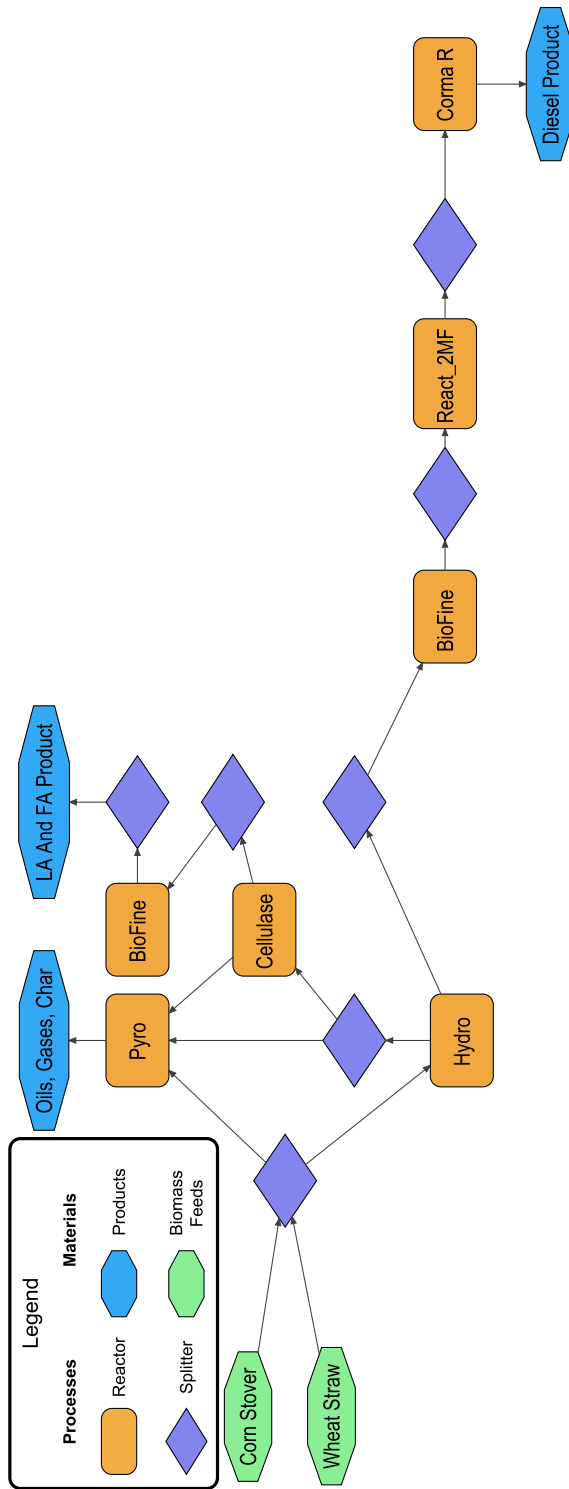 Legend
Processes
Materials
Reactor
Products
Splitter
Biomass
Feeds
Corn Stover
Wheat Straw
Oils, Gases, Char
Pyro
Hydro
LA And FA Product
BioFine
Cellulase
BioFine
React_2MF
Corma R
Diesel Product